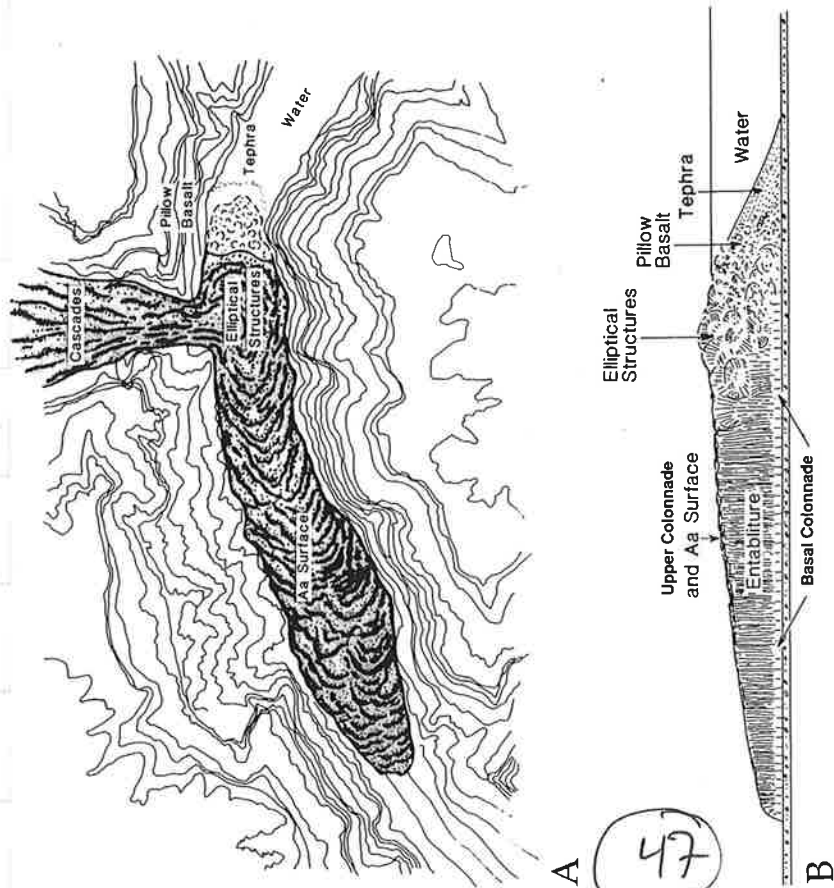 Cascades
Pillow
Basalt
Elliptical
Structures
Tephra
Water
Aa Surface
A
47
Elliptical
Structures
Pillow
Basalt
Tephra
Water
Upper Colonnade
and Aa Surface
Entabliture
Basal Colonnade
B